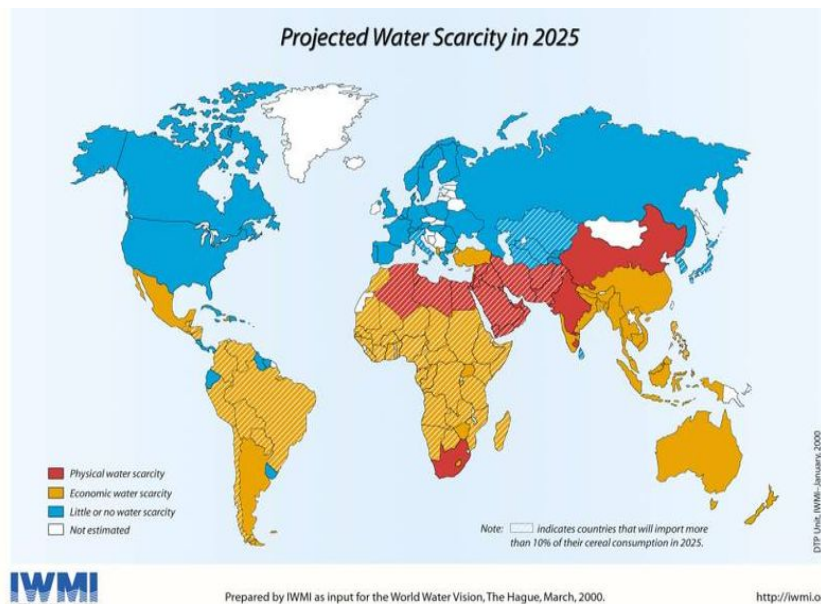 Projected Water Scarcity in 2025
Physical water scarcity
Economic water scarcity
Little or no water scarcity
Not estimated
Note: indicates countries that will import more
than 10% of their cereal consumption in 2025.
DTP Unit, IWMI-January, 2000
IWMI
Prepared by IWMI as input for the World Water Vision, The Hague, March, 2000.
http://iwmi.o